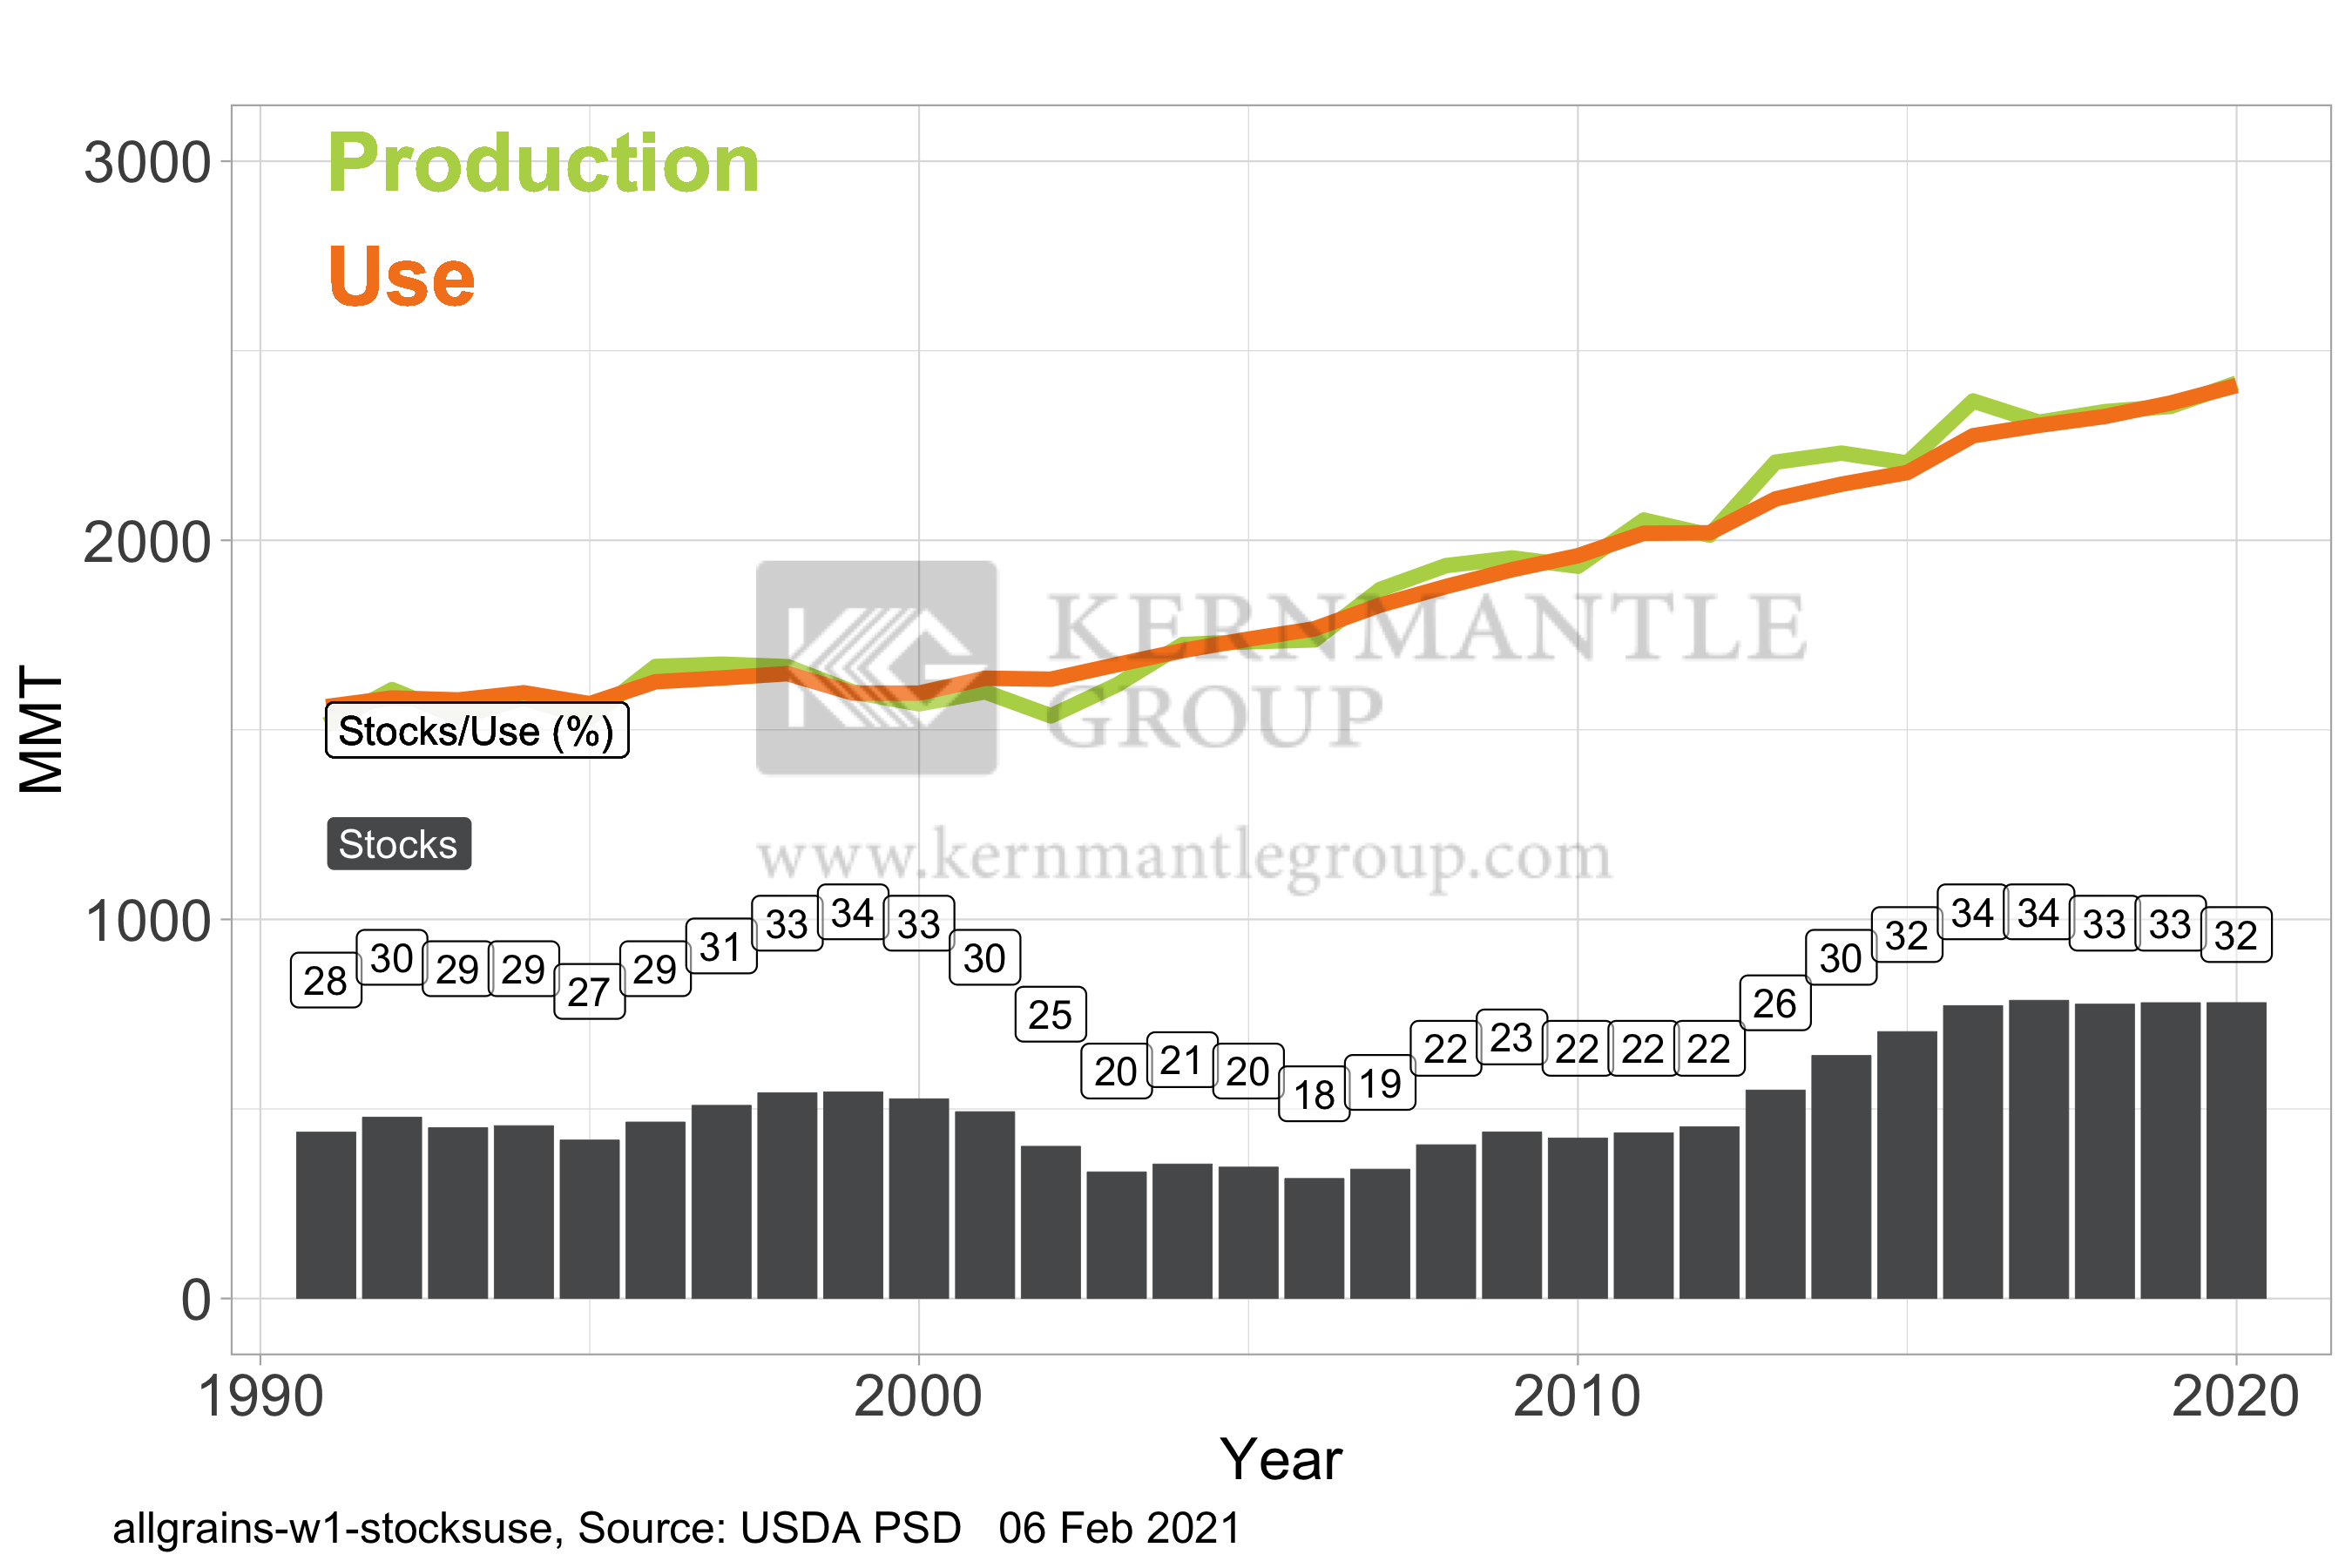 3000
Production
Use
2000
KERNMANTLE
GROUP
Stocks/Use (%)
MMT
Stocks
www.kernmantlegroup.com
1000
28 30 29 29 27 29 31 33 34 33 30 25 20 21 20 18 19 22 23 22 22 22 26 30 32 34 34 33 33 32
0
1990 2000 2010 2020
Year
allgrains-w1-stocksuse, Source: USDA PSD 06 Feb 2021